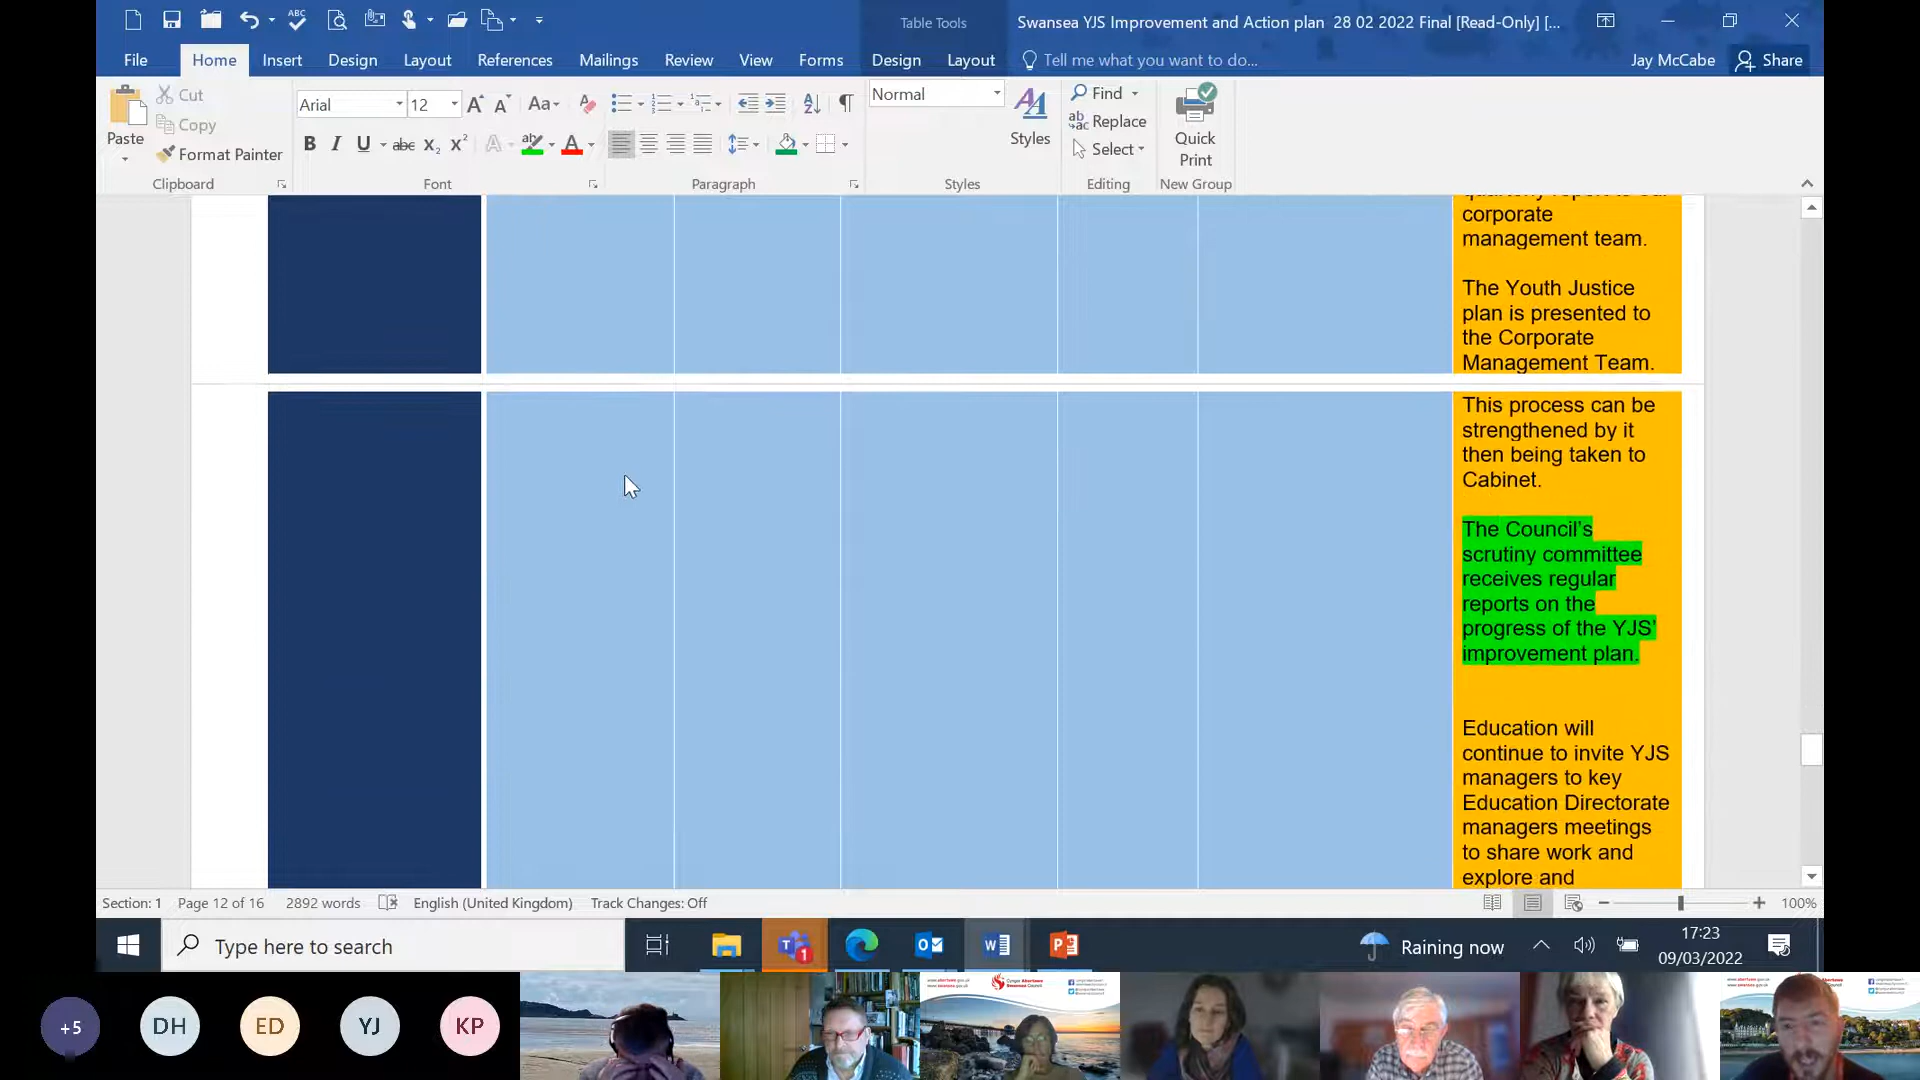 Table Tools
Swansea YJS Improvement and Action plan 28 02 2022 Final [Read-Only] [...
File
Home
Insert
Design
Layout
References
Mailings
Review
View
Forms
Design
Layout
Tell me what you want to do...
Jay McCabe
Share
Paste
Cut
Copy
Format Painter
Clipboard
Arial
12
Font
Paragraph
Normal
Styles
Styles
Find
Replace
Select
Editing
Quick
Print
New Group
corporate
management team.
The Youth Justice
plan is presented to
the Corporate
Management Team.
This process can be
strengthened by it
then being taken to
Cabinet.
The Council's
scrutiny committee
receives regular
reports on the
progress of the YJS'
improvement plan.
Education will
continue to invite YJS
managers to key
Education Directorate
managers meetings
to share work and
explore and
Section: 1
Page 12 of 16
2892 words
English (United Kingdom)
Track Changes: Off
100%
Type here to search
1
Raining now
17:23
09/03/2022
+5
DH
ED
YJ
KP